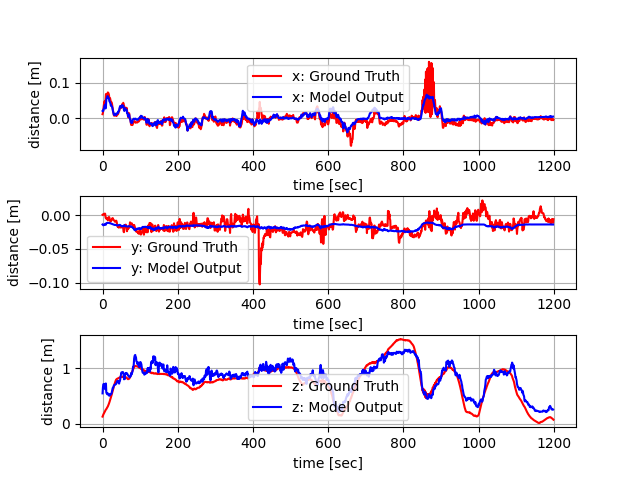 distance [m]
0.1
0.0
x: Ground Truth
x: Model Output
0 200 400 600 800 1000 1200
time [sec]
distance [m]
0.00
−0.05
−0.10
y: Ground Truth
y: Model Output
0 200 400 600 800 1000 1200
time [sec]
distance [m]
1
0
z: Ground Truth
z: Model Output
0 200 400 600 800 1000 1200
time [sec]